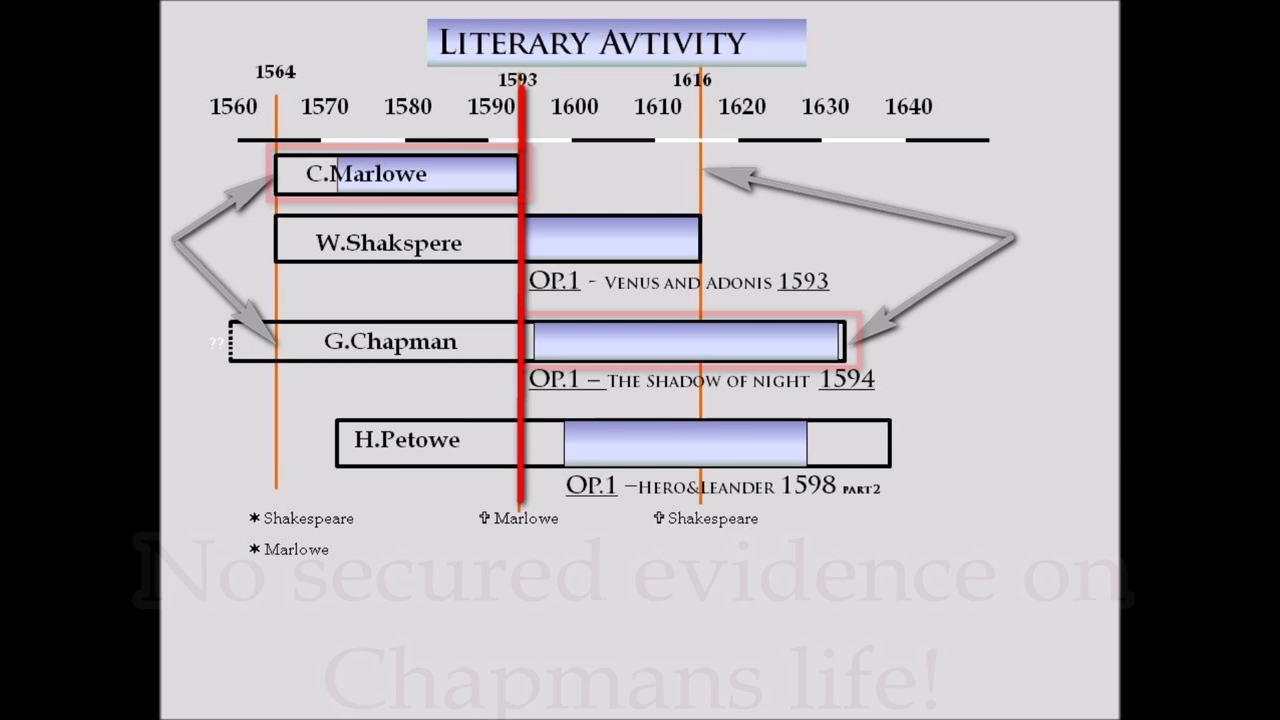 LITERARY AVTIVITY
1564 1593 1616
1560 1570 1580 1590 1600 1610 1620 1630 1640
C.Marlowe
W.Shakspere
OP.1 - VENUS AND ADONIS 1593
?? G.Chapman
OP.1 – THE SHADOW OF NIGHT 1594
H.Petowe
OP.1 –HERO&LEANDER 1598 PART2
✶ Shakespeare ✞ Marlowe ✞ Shakespeare
✶ Marlowe
No secured evidence on
Chapmans life!